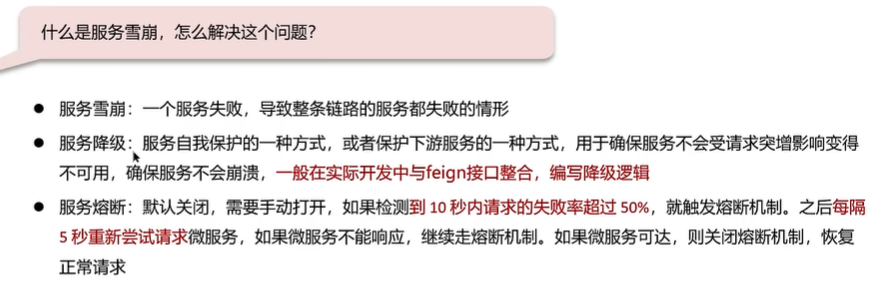 什么是服务雪崩，怎么解决这个问题？
服务雪崩：一个服务失败，导致整条链路的服务都失败的情形
服务降级：服务自我保护的一种方式，或者保护下游服务的一种方式，用于确保服务不会受请求突增影响变得
不可用，确保服务不会崩溃，一般在实际开发中与feign接口整合，编写降级逻辑
服务熔断：默认关闭，需要手动打开，如果检测到 10 秒内请求的失败率超过 50%，就触发熔断机制。之后每隔
5 秒重新尝试请求微服务，如果微服务不能响应，继续走熔断机制。如果微服务可达，则关闭熔断机制，恢复
正常请求